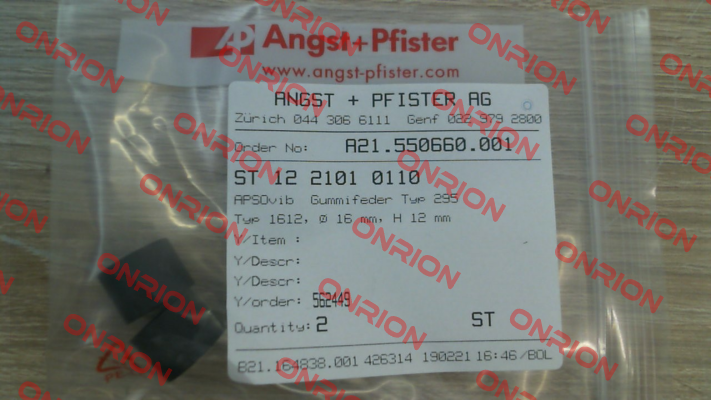 AP Angst+Pfister
www.angst-pfister.com
ANGST + PFISTER AG
Zürich 044 306 6111 Genf 022 979 2800
Order No: A21.550660.001
ST 12 2101 0110
APSOvib Gummifeder Typ 295
Typ 1612, Ø 16 mm, H 12 mm
Y/Item :
Y/Descr:
Y/Descr:
Y/order: 562449
Quantity: 2 ST
B21.164838.001 426314 190221 16:46/BOL
ONRION